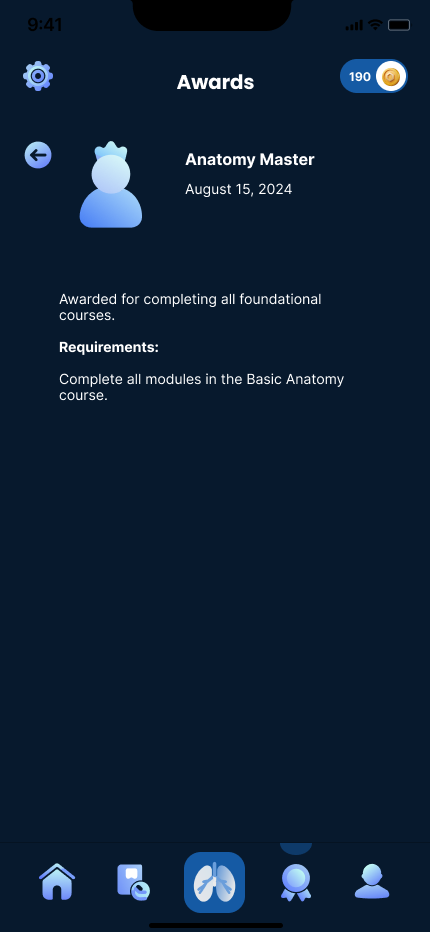 9:41
Awards
190
Anatomy Master
August 15, 2024
Awarded for completing all foundational
courses.
Requirements:
Complete all modules in the Basic Anatomy
course.